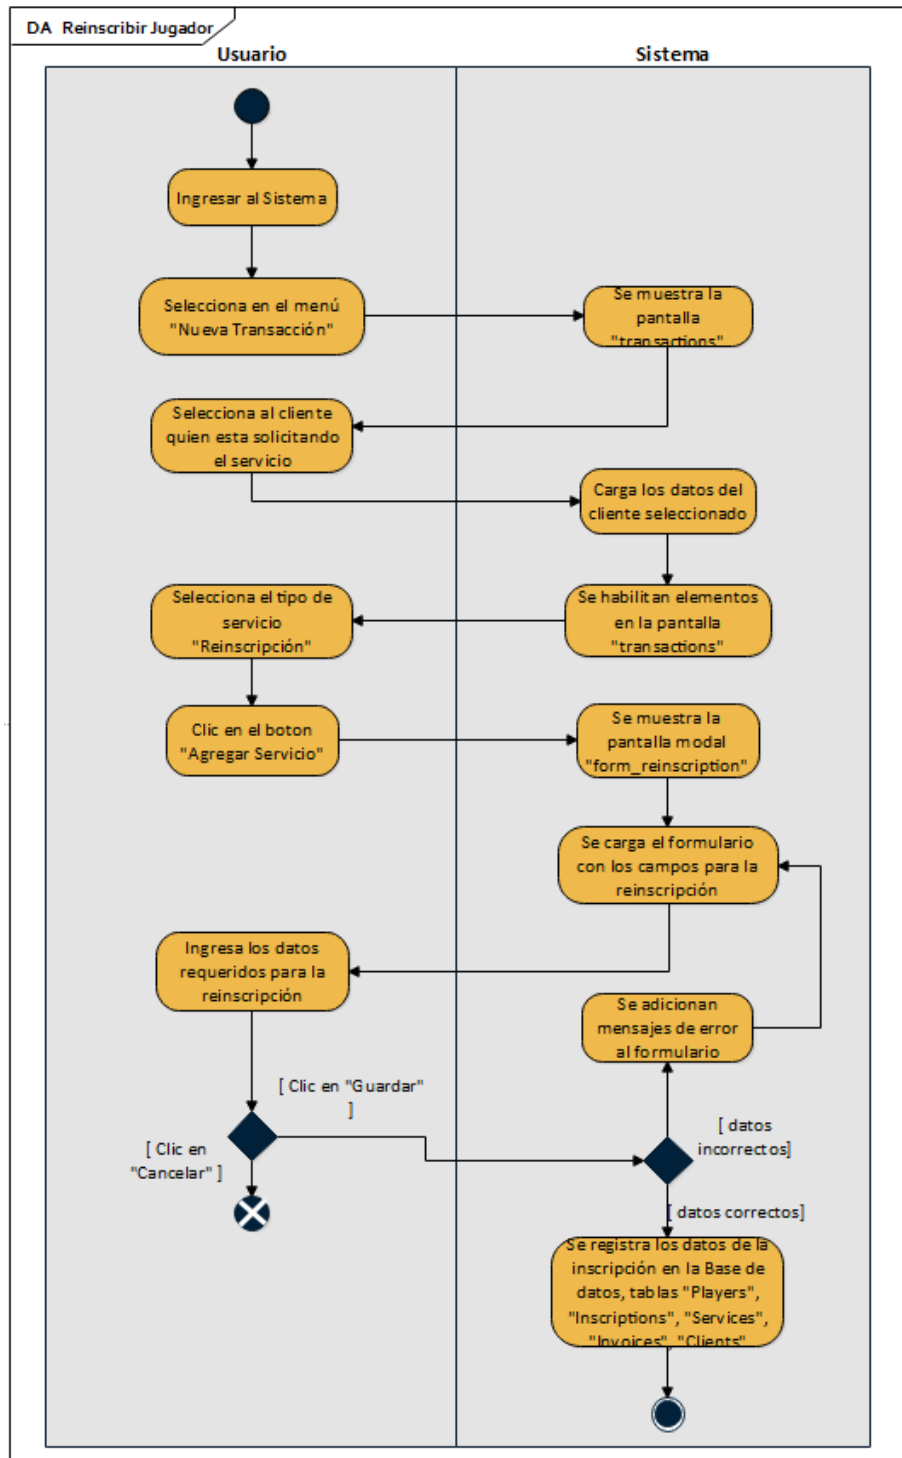 DA Reinscribir Jugador
Usuario
Sistema
Ingresar al Sistema
Selecciona en el menú
"Nueva Transacción"
Se muestra la
pantalla
"transactions"
Selecciona al cliente
quien esta solicitando
el servicio
Carga los datos del
cliente seleccionado
Se habilitan elementos
en la pantalla
"transactions"
Selecciona el tipo de
servicio
"Reinscripción"
Clic en el boton
"Agregar Servicio"
Se muestra la
pantalla modal
"form_reinscription"
Se carga el formulario
con los campos para la
reinscripción
Ingresa los datos
requeridos para la
reinscripción
Se adicionan
mensajes de error
al formulario
[ Clic en "Guardar"
]
[ Clic en
"Cancelar" ]
[ datos
incorrectos]
[ datos correctos]
Se registra los datos de la
inscripción en la Base de
datos, tablas "Players",
"Inscriptions", "Services",
"Invoices", "Clients"